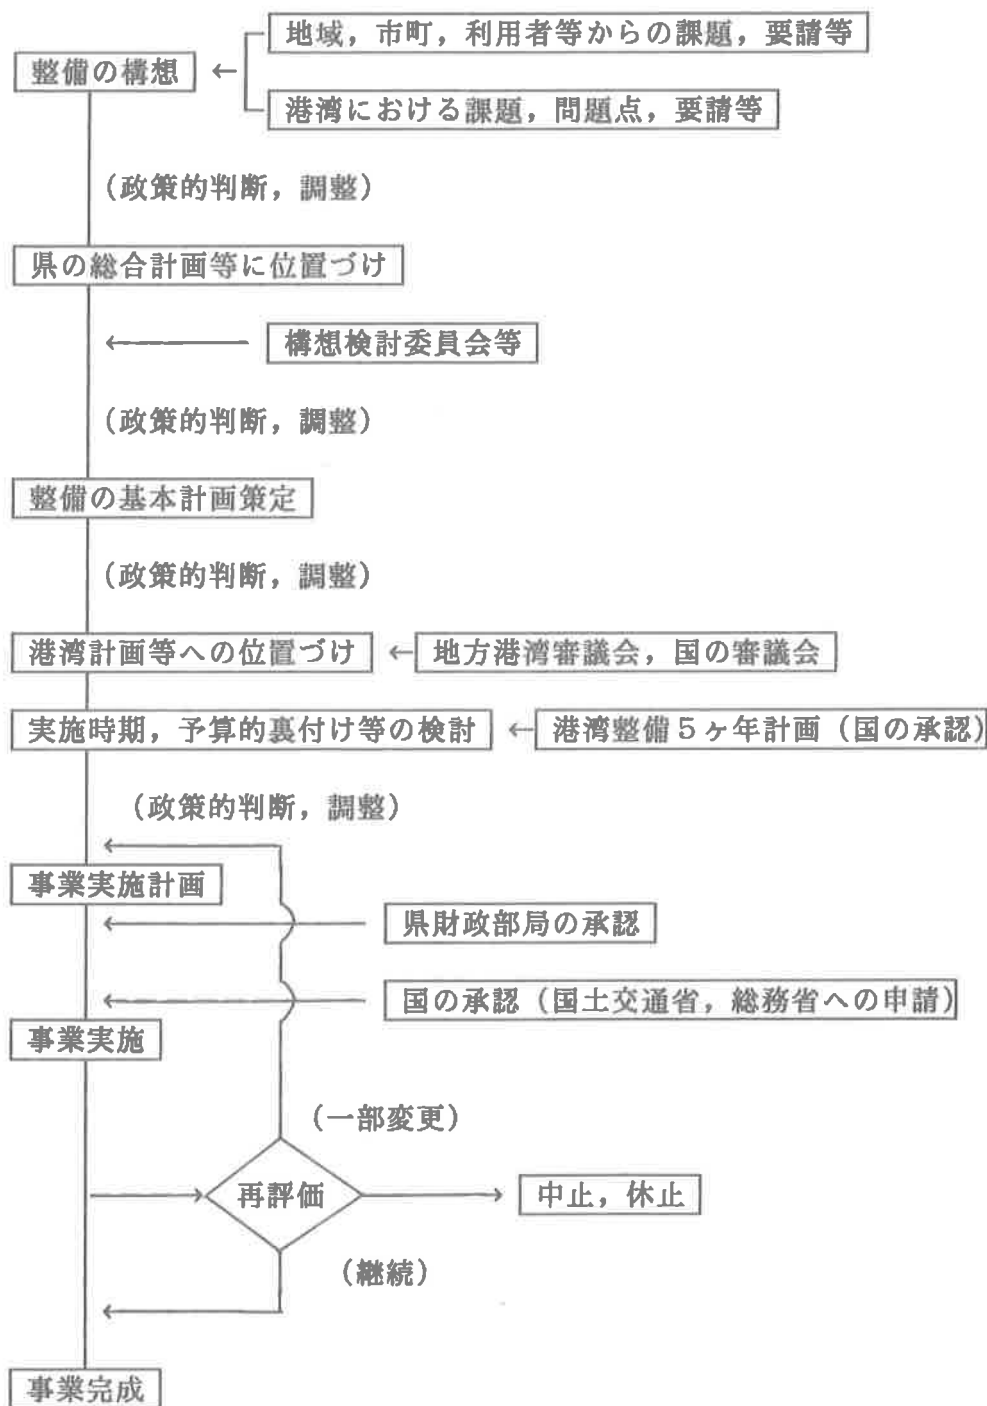 地域，市町，利用者等からの課題，要請等
整備の構想
←
港湾における課題，問題点，要請等
（政策的判断，調整）
県の総合計画等に位置づけ
構想検討委員会等
（政策的判断，調整）
整備の基本計画策定
（政策的判断，調整）
港湾計画等への位置づけ ← 地方港湾審議会，国の審議会
実施時期，予算的裏付け等の検討 ← 港湾整備５ヶ年計画（国の承認）
（政策的判断，調整）
事業実施計画
県財政部局の承認
国の承認（国土交通省，総務省への申請）
事業実施
（一部変更）
再評価
中止，休止
（継続）
事業完成